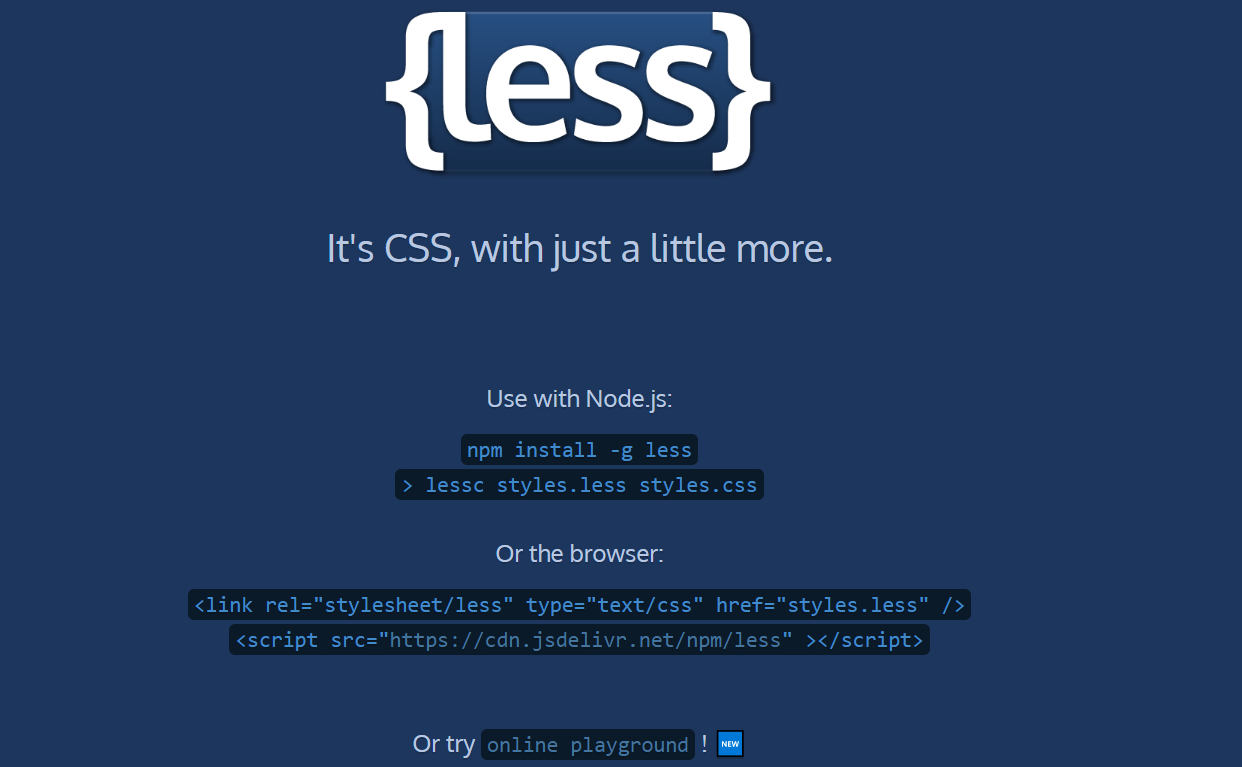 {less}
It's CSS, with just a little more.
Use with Node.js:
npm install -g less
> lessc styles.less styles.css
Or the browser:
<link rel="stylesheet/less" type="text/css" href="styles.less" />
<script src="https://cdn.jsdelivr.net/npm/less" ></script>
Or try online playground ! NEW